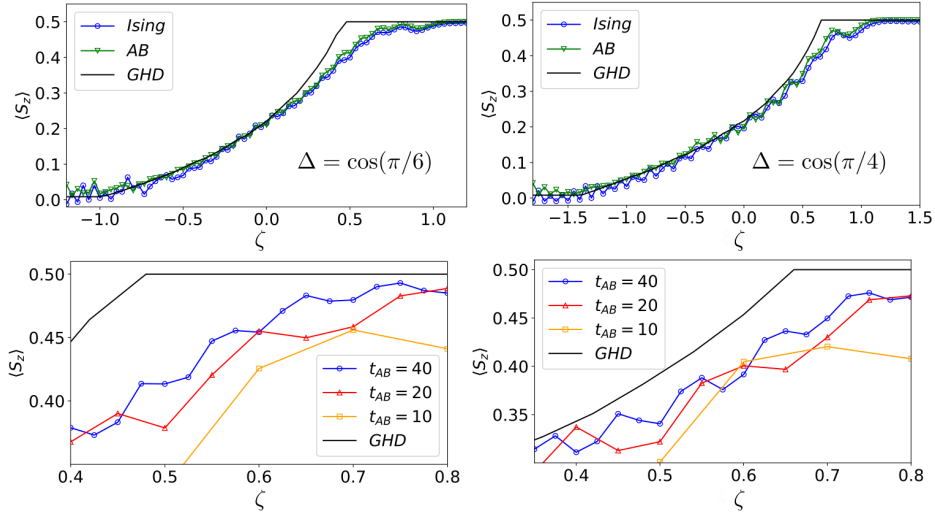 0.5
0.4
0.3
0.2
0.1
0.0
⟨S_z⟩
Ising
AB
GHD
Δ = cos(π/6)
−1.0 −0.5 0.0 0.5 1.0
ζ
0.5
0.4
0.3
0.2
0.1
0.0
⟨S_z⟩
Ising
AB
GHD
Δ = cos(π/4)
−1.5 −1.0 −0.5 0.0 0.5 1.0 1.5
ζ
0.50
0.45
0.40
⟨S_z⟩
t_AB = 40
t_AB = 20
t_AB = 10
GHD
0.4 0.5 0.6 0.7 0.8
ζ
0.50
0.45
0.40
0.35
⟨S_z⟩
t_AB = 40
t_AB = 20
t_AB = 10
GHD
0.4 0.5 0.6 0.7 0.8
ζ